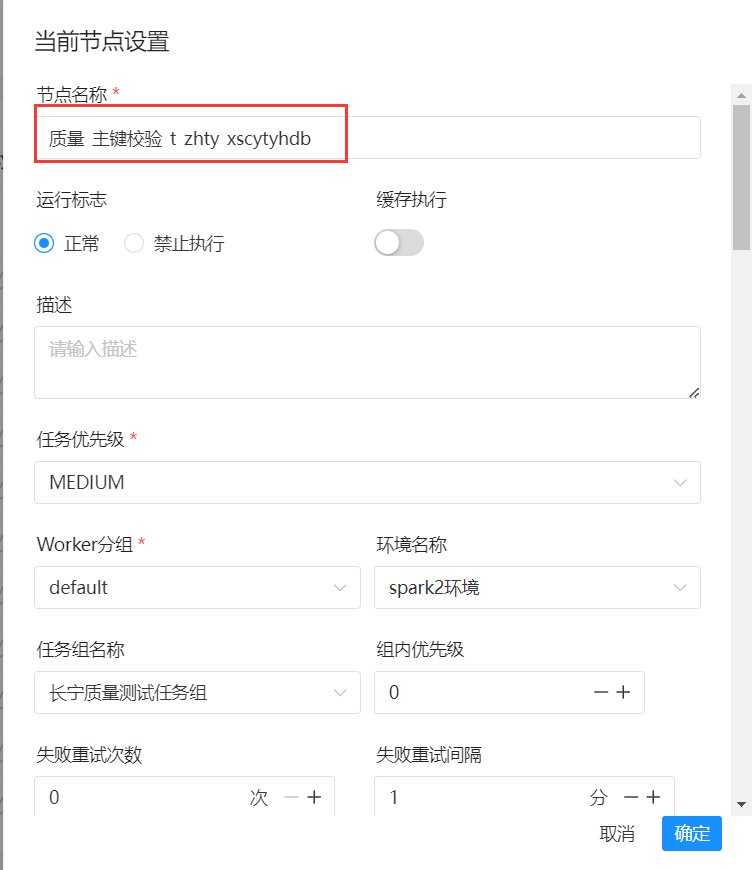 当前节点设置
节点名称 *
质量 主键校验 t zhty xscytyhdb
运行标志 缓存执行
正常 禁止执行
描述
请输入描述
任务优先级 *
MEDIUM
Worker分组 * 环境名称
default spark2环境
任务组名称 组内优先级
长宁质量测试任务组 0
失败重试次数 失败重试间隔
0 次 1 分
取消 确定